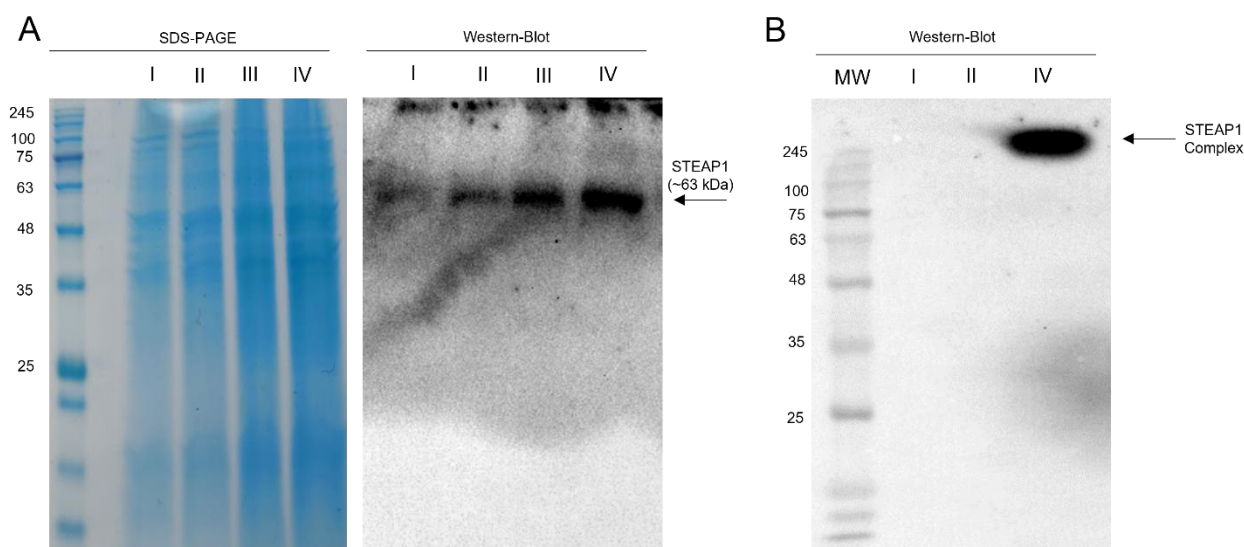 A
SDS-PAGE
I II III IV
245
100
75
63
48
35
25
Western-Blot
I II III IV
STEAP1
(~63 kDa)
B
Western-Blot
MW I II IV
245
100
75
63
48
35
25
STEAP1
Complex